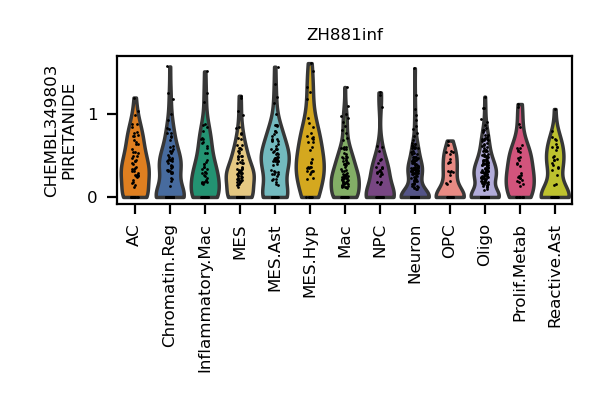 ZH881inf
CHEMBL349803
PIRETANIDE
1
0
AC
Chromatin.Reg
Inflammatory.Mac
MES
MES.Ast
MES.Hyp
Mac
NPC
Neuron
OPC
Oligo
Prolif.Metab
Reactive.Ast